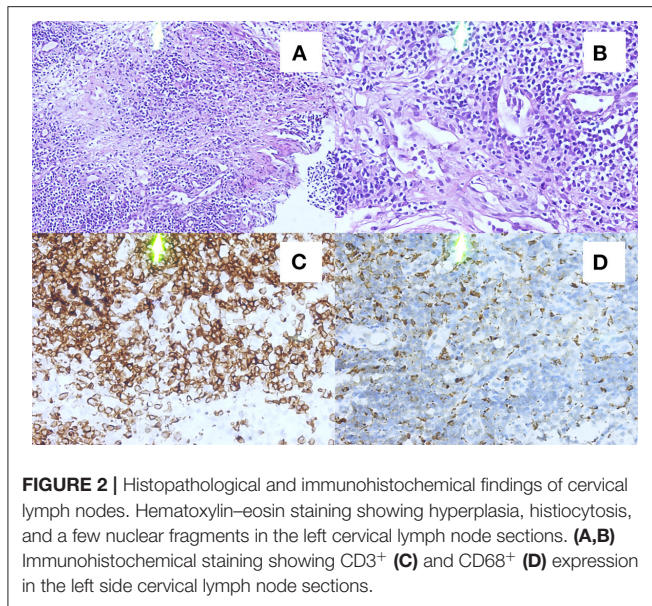 A
B
C
D
FIGURE 2 | Histopathological and immunohistochemical findings of cervical
lymph nodes. Hematoxylin–eosin staining showing hyperplasia, histiocytosis,
and a few nuclear fragments in the left cervical lymph node sections. (A,B)
Immunohistochemical staining showing CD3+ (C) and CD68+ (D) expression
in the left side cervical lymph node sections.